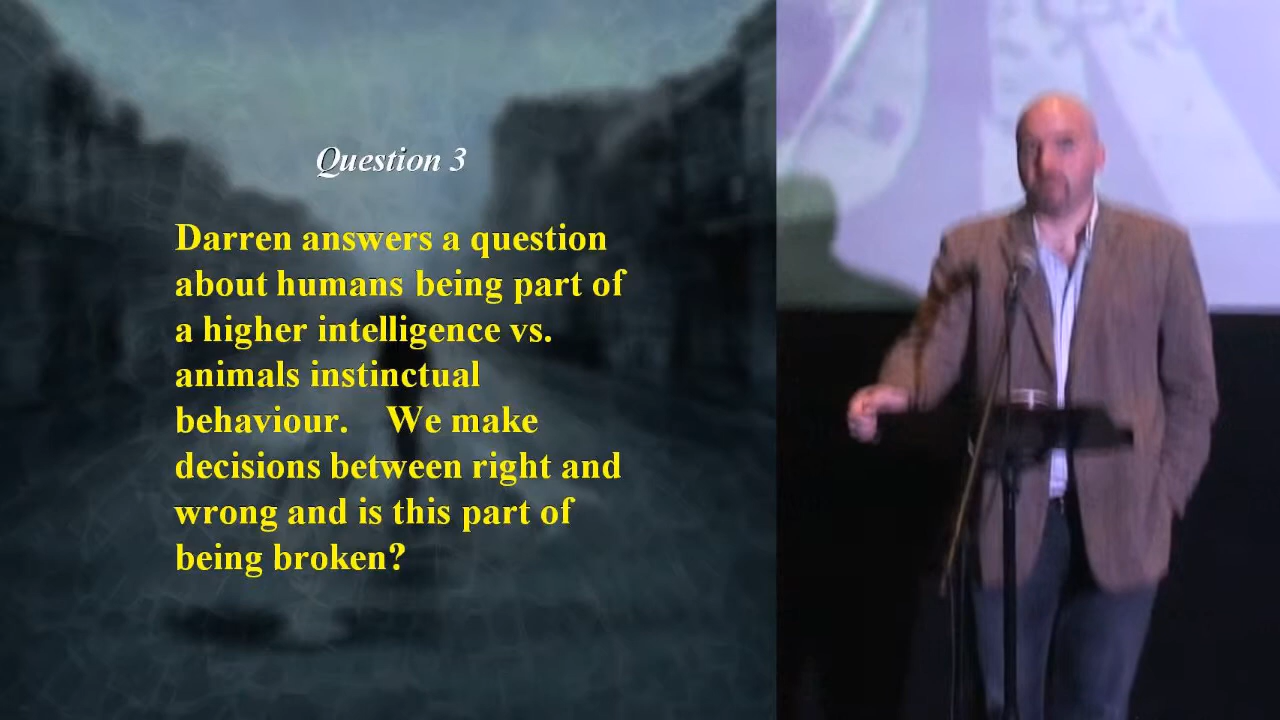 Question 3
Darren answers a question
about humans being part of
a higher intelligence vs.
animals instinctual
behaviour. We make
decisions between right and
wrong and is this part of
being broken?